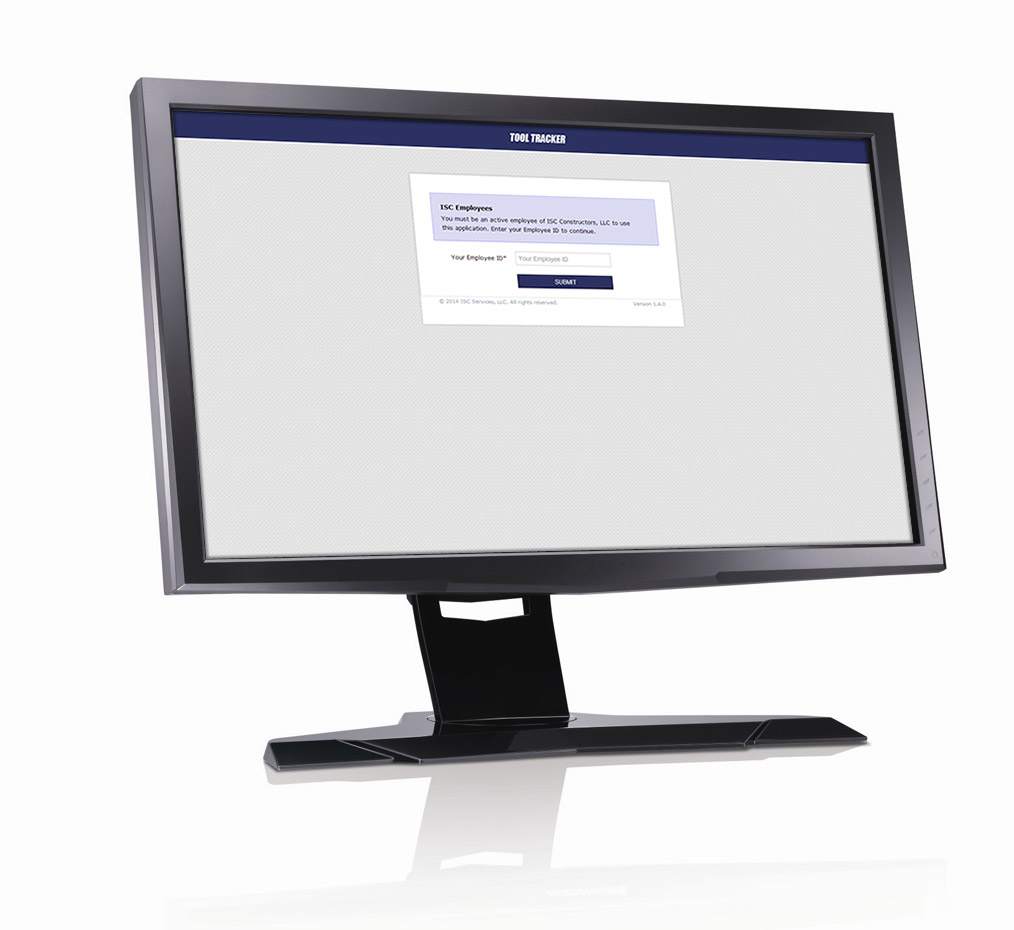 TOOL TRACKER
ISC Employees
You must be an active employee of ISC Constructors, LLC to use
this application. Enter your Employee ID to continue.
Your Employee ID* Your Employee ID
SUBMIT
© 2014 ISC Services, LLC. All rights reserved. Version 1.4.0